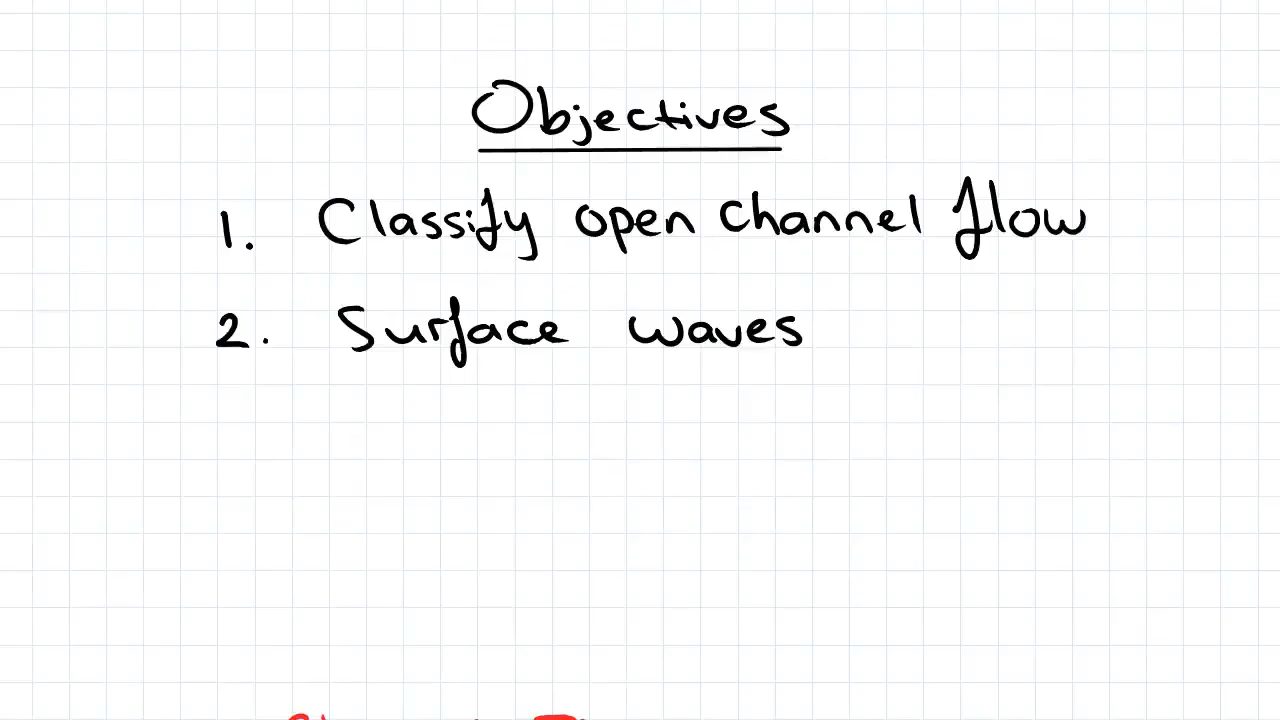 Objectives
1. Classify open channel flow
2. Surface waves